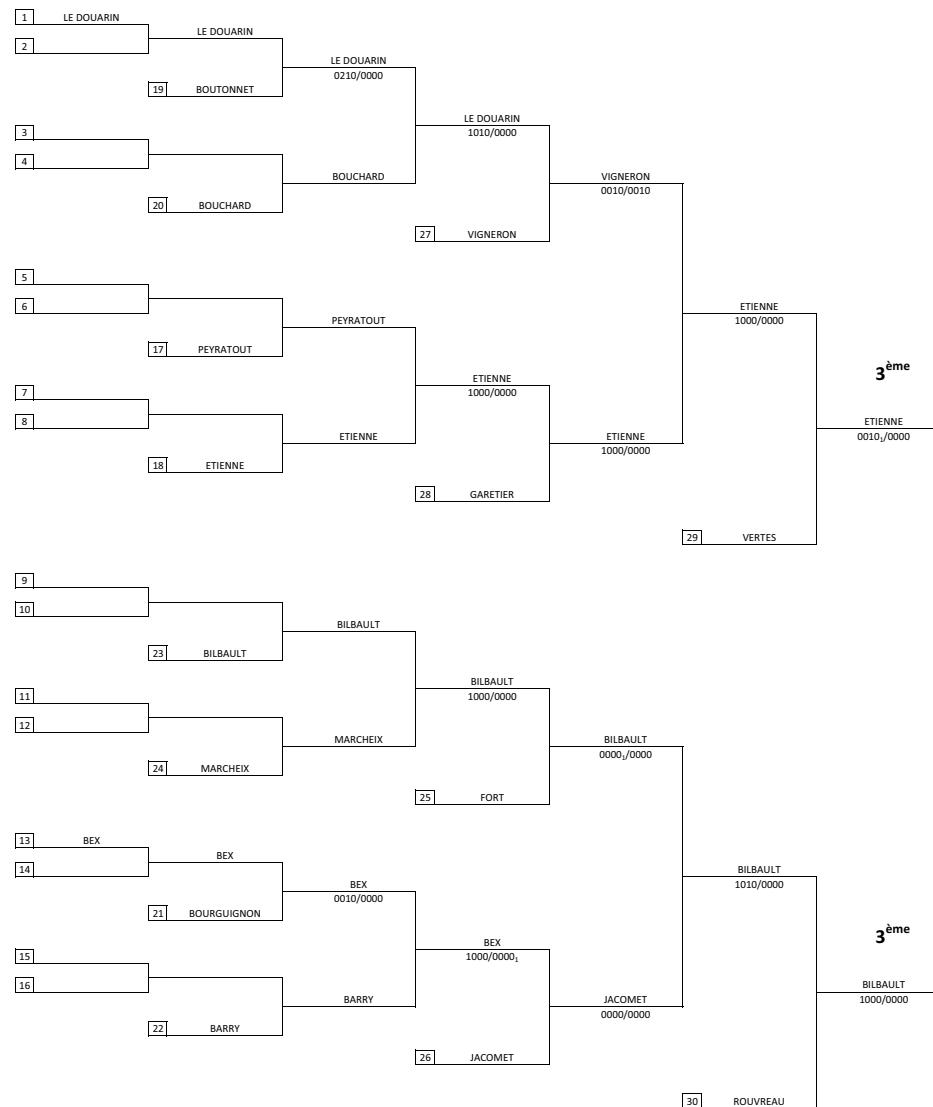 1 LE DOUARIN
LE DOUARIN
2
LE DOUARIN
0210/0000
19 BOUTONNET
LE DOUARIN
1010/0000
3
4
BOUCHARD
VIGNERON
0010/0010
20 BOUCHARD
27 VIGNERON
5
6
ETIENNE
1000/0000
PEYRATOUT
17 PEYRATOUT
3ème
ETIENNE
1000/0000
7
8
ETIENNE
0010₁/0000
ETIENNE
ETIENNE
1000/0000
18 ETIENNE
28 GARETIER
29 VERTES
9
10
BILBAULT
23 BILBAULT
BILBAULT
1000/0000
11
12
MARCHEIX
BILBAULT
0000₁/0000
24 MARCHEIX
25 FORT
13 BEX
BEX
14
BILBAULT
1010/0000
BEX
0010/0000
21 BOURGUIGNON
3ème
BEX
1000/0000₁
15
16
BILBAULT
1000/0000
BARRY
JACOMET
0000/0000
22 BARRY
26 JACOMET
30 ROUVREAU